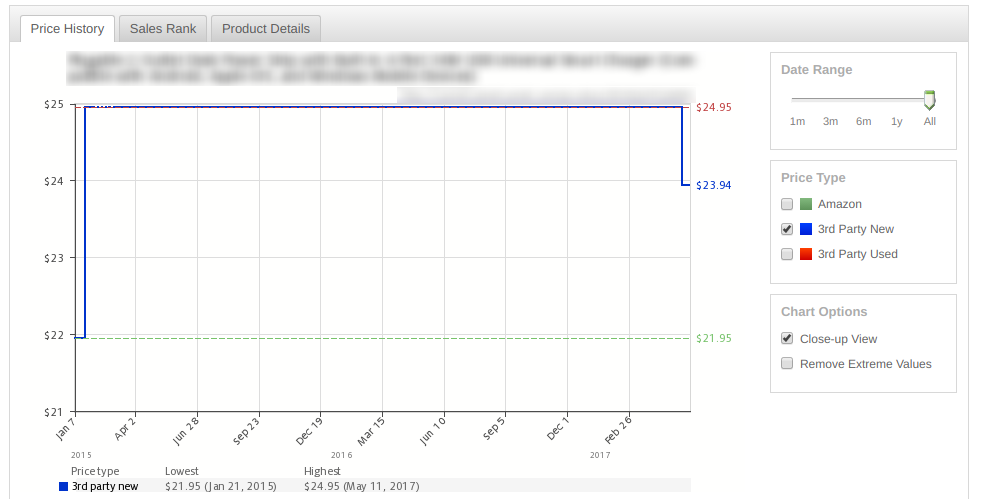 Price History
Sales Rank
Product Details
Date Range
1m 3m 6m 1y All
Price Type
Amazon
3rd Party New
3rd Party Used
Chart Options
Close-up View
Remove Extreme Values
$25
$24
$23
$22
$21
$24.95
$23.94
$21.95
Jan 7 Apr 2 Jun 28 Sep 23 Dec 19 Mar 15 Jun 10 Sep 5 Dec 1 Feb 26
2015 2016 2017
Price type Lowest Highest
3rd party new $21.95 (Jan 21, 2015) $24.95 (May 11, 2017)